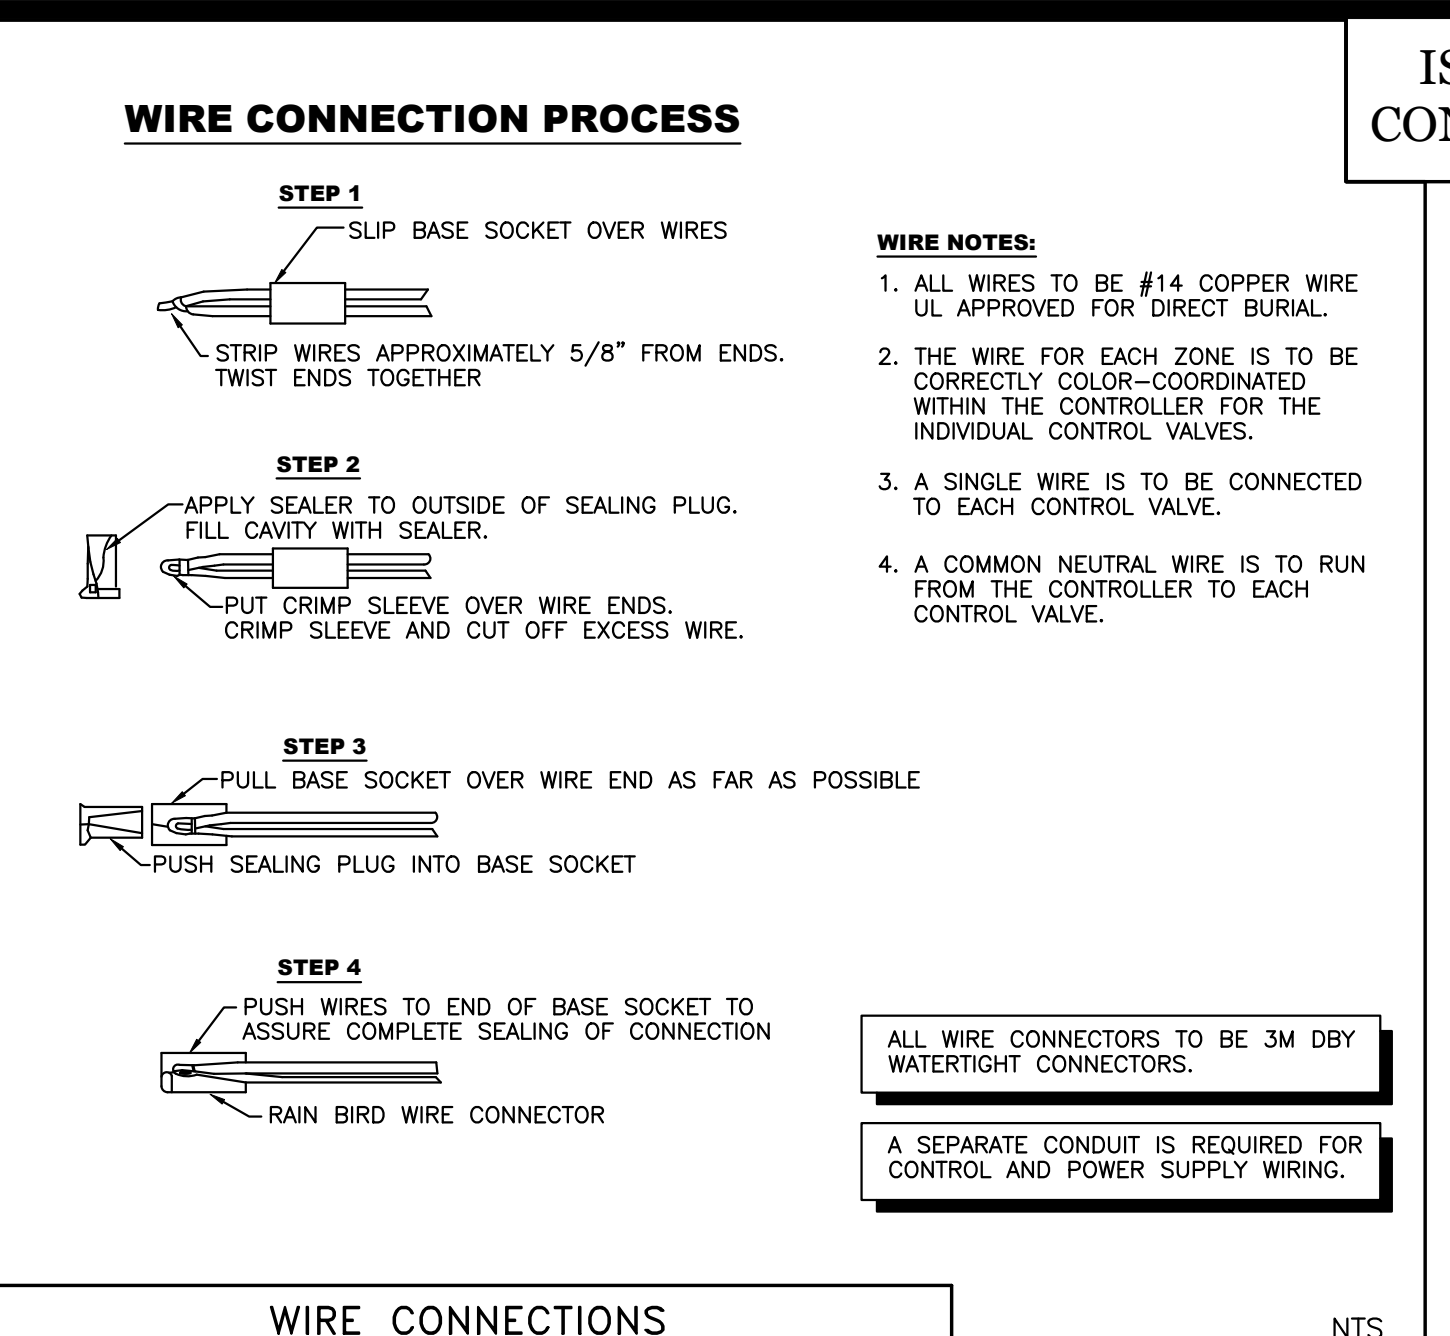 WIRE CONNECTION PROCESS
STEP 1
SLIP BASE SOCKET OVER WIRES
STRIP WIRES APPROXIMATELY 5/8" FROM ENDS.
TWIST ENDS TOGETHER
STEP 2
APPLY SEALER TO OUTSIDE OF SEALING PLUG.
FILL CAVITY WITH SEALER.
PUT CRIMP SLEEVE OVER WIRE ENDS.
CRIMP SLEEVE AND CUT OFF EXCESS WIRE.
STEP 3
PULL BASE SOCKET OVER WIRE END AS FAR AS POSSIBLE
PUSH SEALING PLUG INTO BASE SOCKET
STEP 4
PUSH WIRES TO END OF BASE SOCKET TO
ASSURE COMPLETE SEALING OF CONNECTION
RAIN BIRD WIRE CONNECTOR
WIRE NOTES:
1. ALL WIRES TO BE #14 COPPER WIRE
UL APPROVED FOR DIRECT BURIAL.
2. THE WIRE FOR EACH ZONE IS TO BE
CORRECTLY COLOR-COORDINATED
WITHIN THE CONTROLLER FOR THE
INDIVIDUAL CONTROL VALVES.
3. A SINGLE WIRE IS TO BE CONNECTED
TO EACH CONTROL VALVE.
4. A COMMON NEUTRAL WIRE IS TO RUN
FROM THE CONTROLLER TO EACH
CONTROL VALVE.
ALL WIRE CONNECTORS TO BE 3M DBY
WATERTIGHT CONNECTORS.
A SEPARATE CONDUIT IS REQUIRED FOR
CONTROL AND POWER SUPPLY WIRING.
WIRE CONNECTIONS
NTS